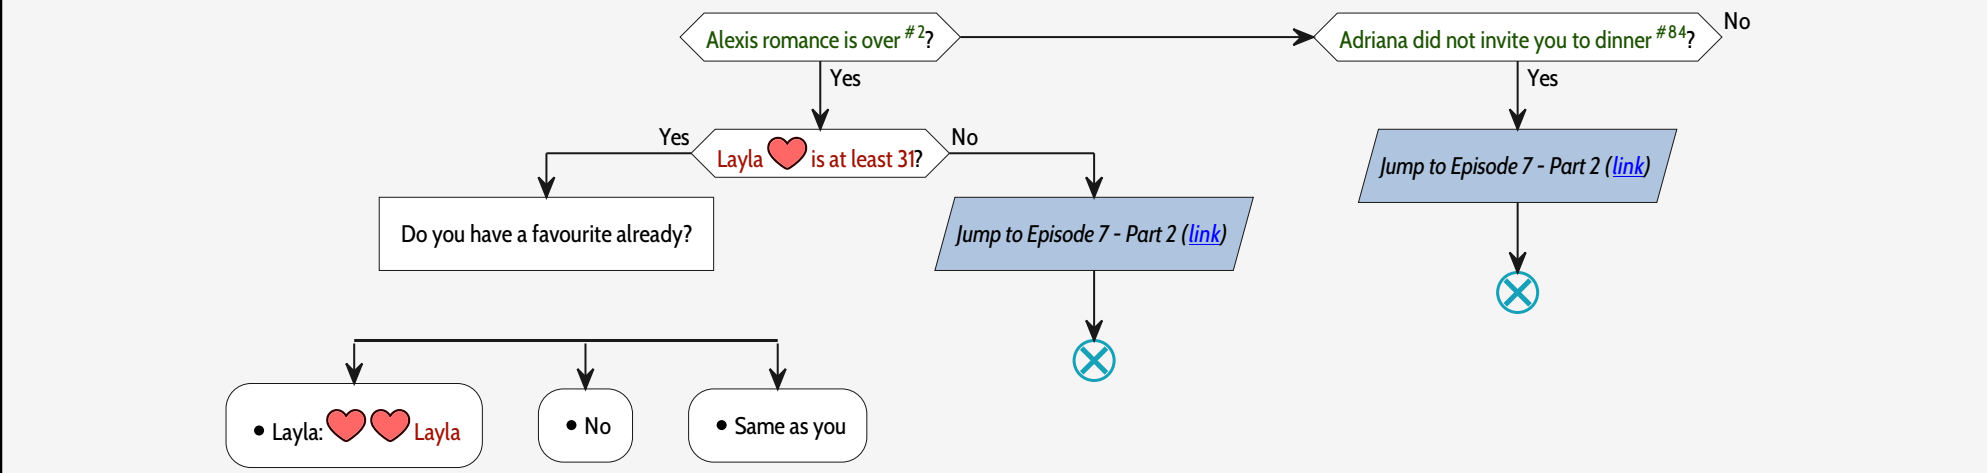 Alexis romance is over #2?
Adriana did not invite you to dinner #84?
No
Yes
Yes
Yes
Layla is at least 31?
No
Jump to Episode 7 - Part 2 (link)
Do you have a favourite already?
Jump to Episode 7 - Part 2 (link)
• Layla: Layla
• No
• Same as you